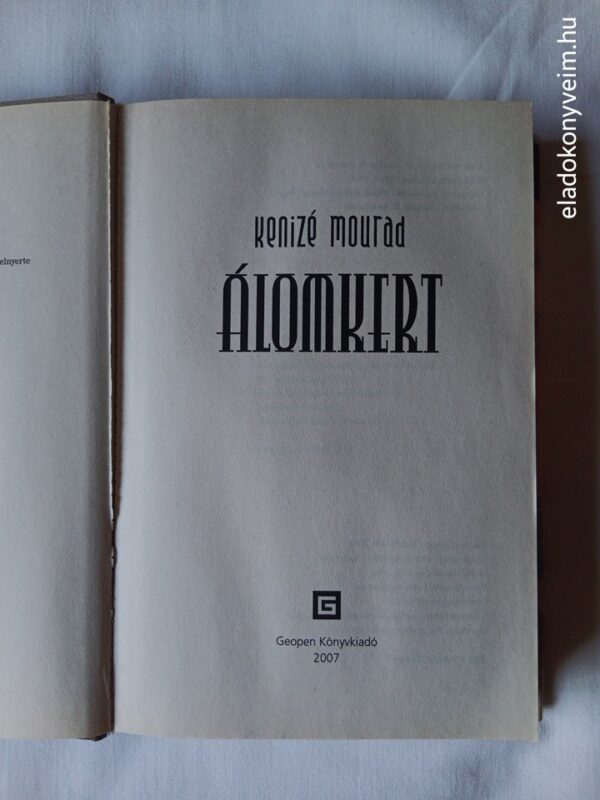 elnyerte
kenizé mourad
ÁLOMKERT
G
Geopen Könyvkiadó
2007
eladokonyveim.hu